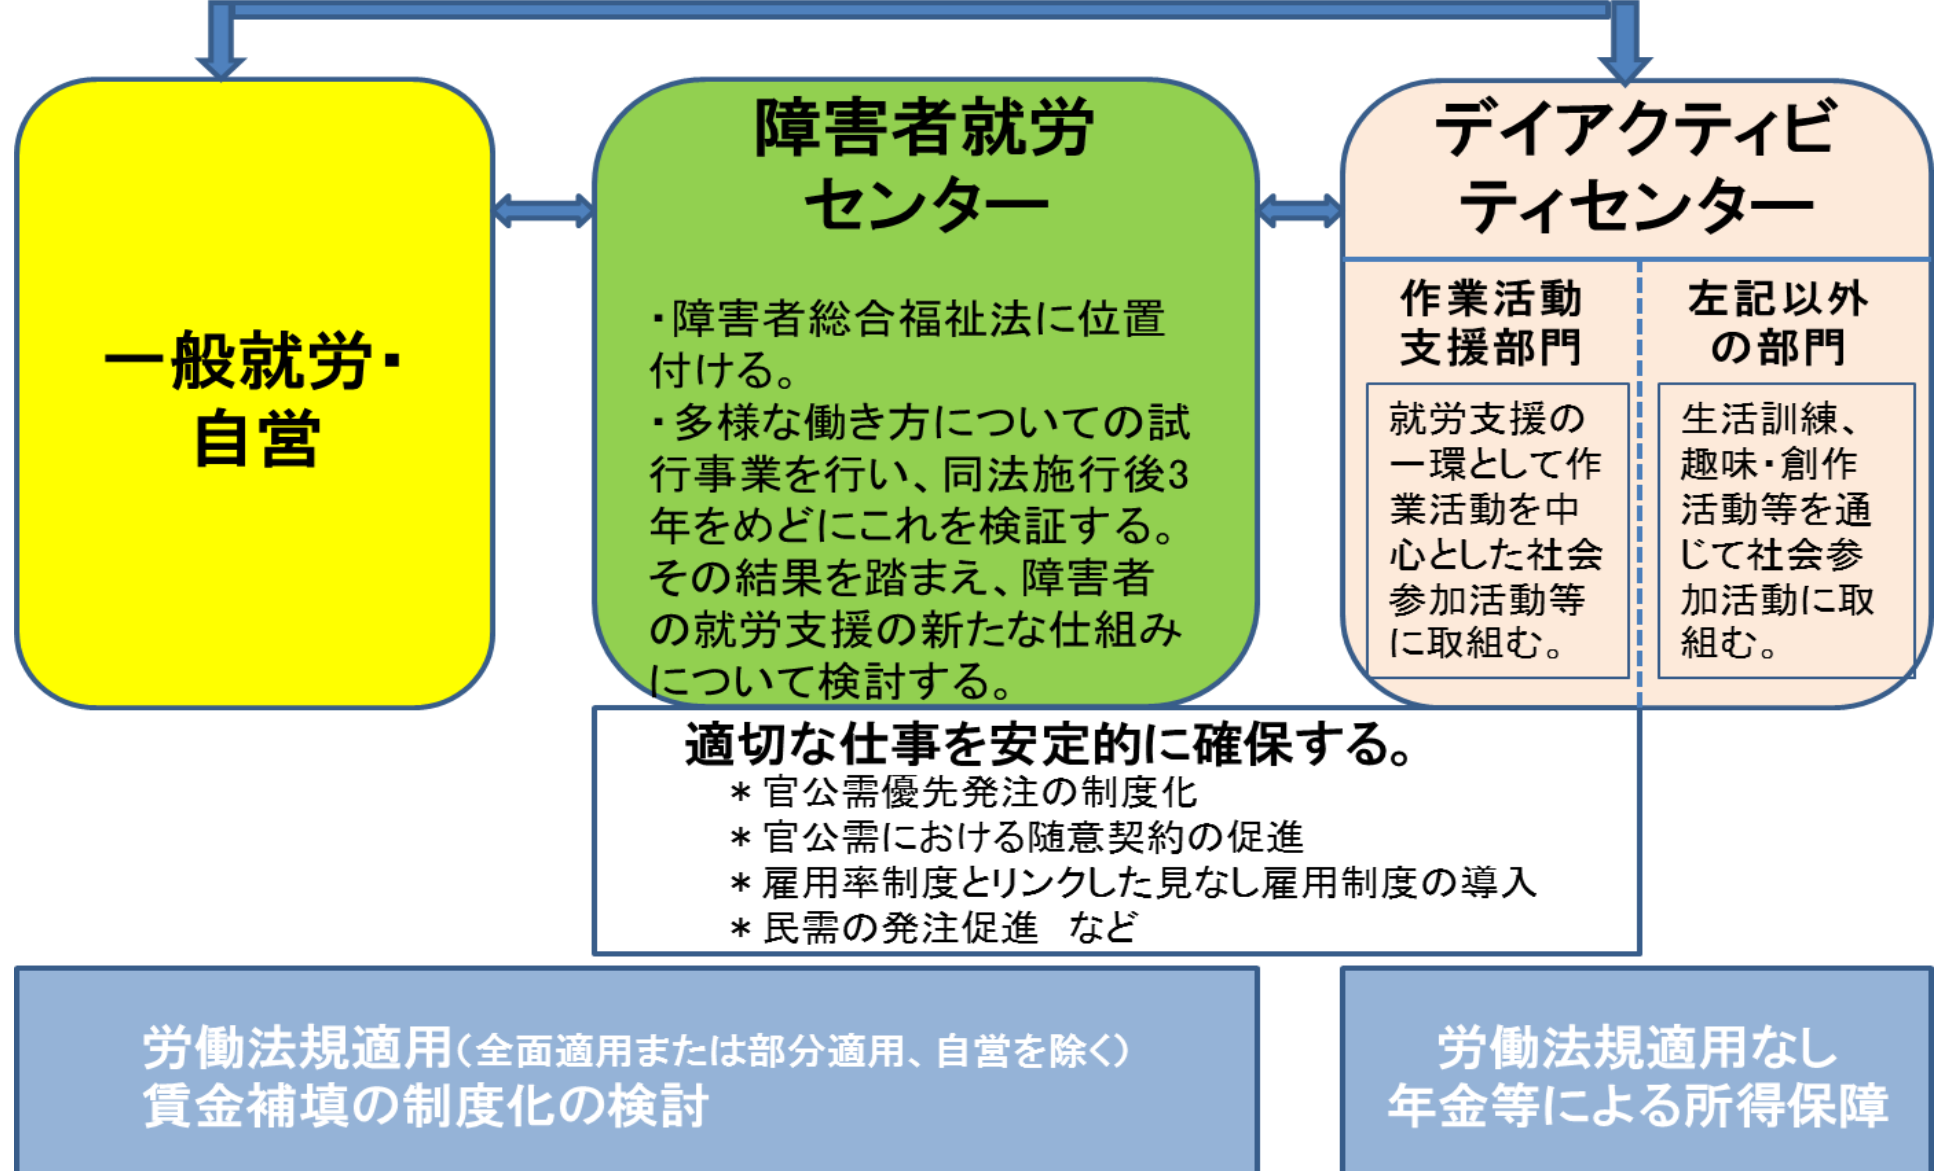 一般就労・
自営
障害者就労
センター
・障害者総合福祉法に位置
付ける。
・多様な働き方についての試
行事業を行い、同法施行後3
年をめどにこれを検証する。
その結果を踏まえ、障害者
の就労支援の新たな仕組み
について検討する。
デイアクティビ
ティセンター
作業活動
支援部門
就労支援の
一環として作
業活動を中
心とした社会
参加活動等
に取組む。
左記以外
の部門
生活訓練、
趣味・創作
活動等を通
じて社会参
加活動に取
組む。
適切な仕事を安定的に確保する。
＊官公需優先発注の制度化
＊官公需における随意契約の促進
＊雇用率制度とリンクした見なし雇用制度の導入
＊民需の発注促進　など
労働法規適用（全面適用または部分適用、自営を除く）
賃金補填の制度化の検討
労働法規適用なし
年金等による所得保障